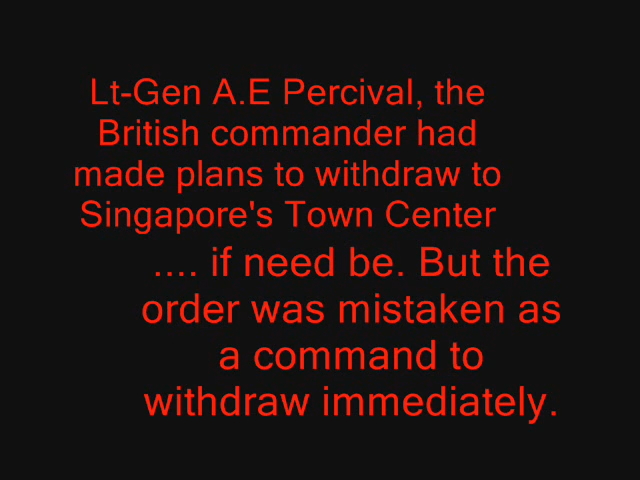 Lt-Gen A.E Percival, the
British commander had
made plans to withdraw to
Singapore's Town Center
.... if need be. But the
order was mistaken as
a command to
withdraw immediately.